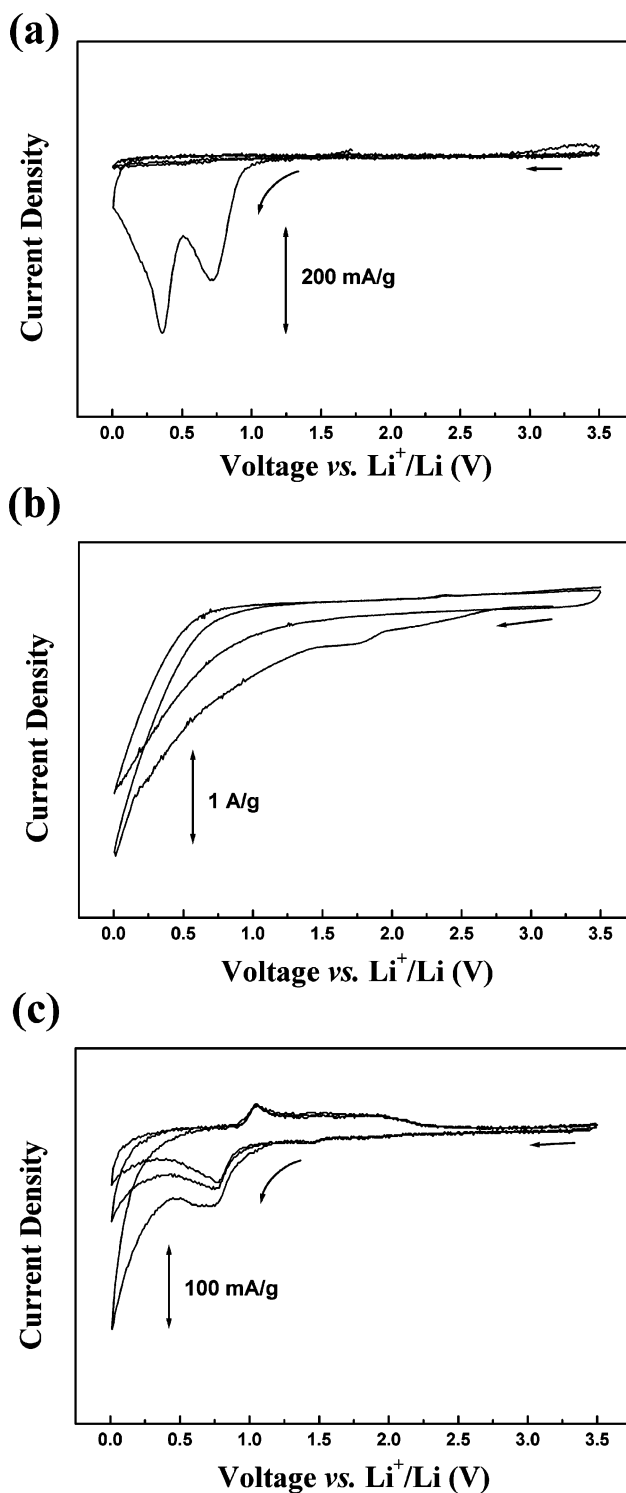 (a)
Current Density
200 mA/g
0.0 0.5 1.0 1.5 2.0 2.5 3.0 3.5
Voltage vs. Li⁺/Li (V)
(b)
Current Density
1 A/g
0.0 0.5 1.0 1.5 2.0 2.5 3.0 3.5
Voltage vs. Li⁺/Li (V)
(c)
Current Density
100 mA/g
0.0 0.5 1.0 1.5 2.0 2.5 3.0 3.5
Voltage vs. Li⁺/Li (V)